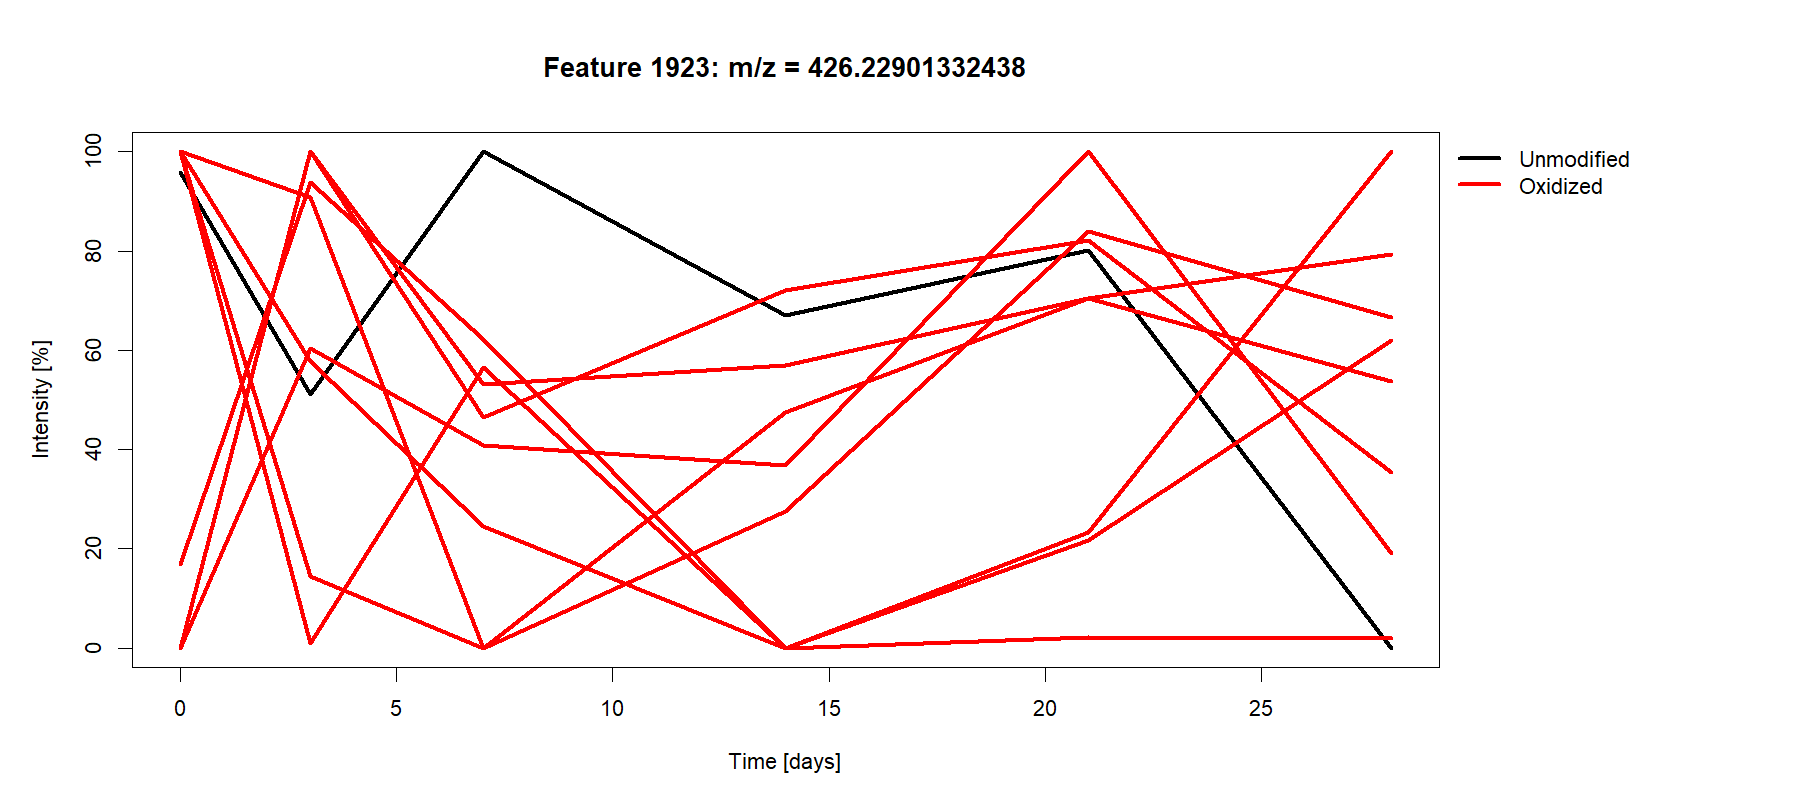 Feature 1923: m/z = 426.22901332438
Unmodified
Oxidized
Intensity [%]
100
80
60
40
20
0
0 5 10 15 20 25
Time [days]